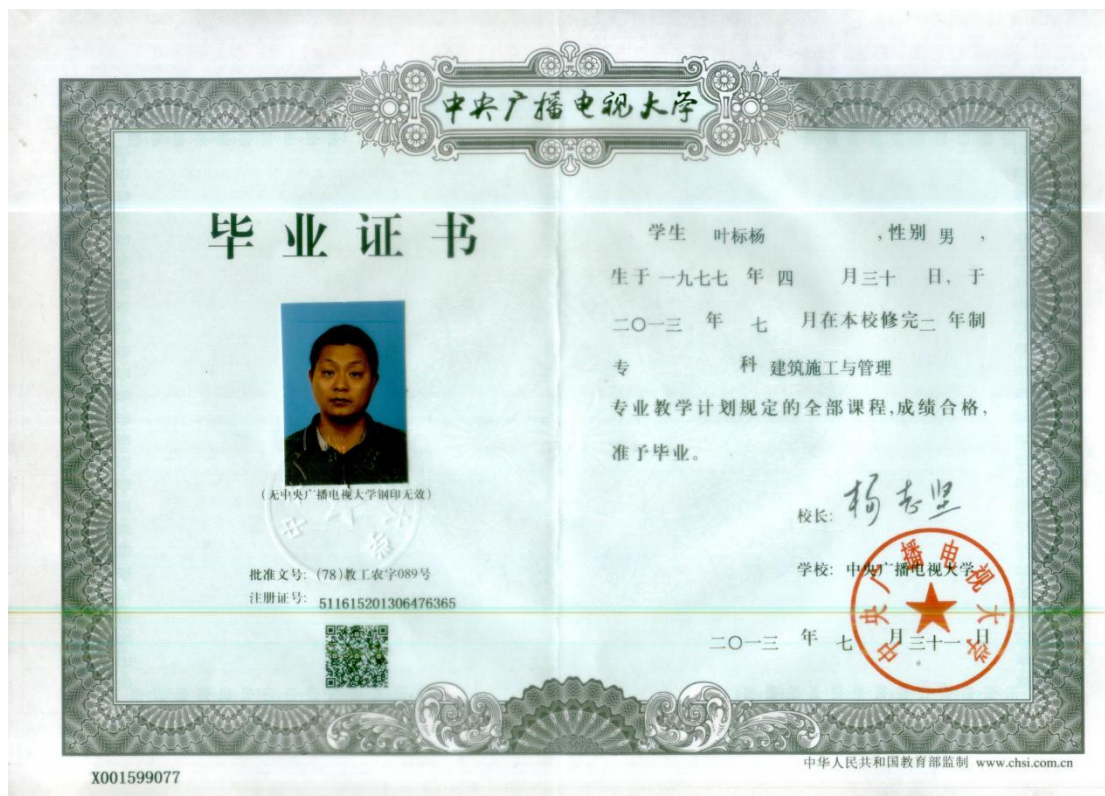 中央广播电视大学
毕业证书
(无中央广播电视大学钢印无效)
批准文号: (78)教工农字089号
注册证号: 511615201306476365
学生 叶标杨 ,性别 男 ,
生于 一九七七 年 四 月 三十 日, 于
二〇一三 年 七 月在本校修完 二 年制
专 科 建筑施工与管理
专业教学计划规定的全部课程,成绩合格,
准予毕业。
校长: 杨志坚
学校: 中央广播电视大学
中央广播电视大学
二〇一三 年 七 月 三十一 日
中华人民共和国教育部监制 www.chsi.com.cn
X001599077